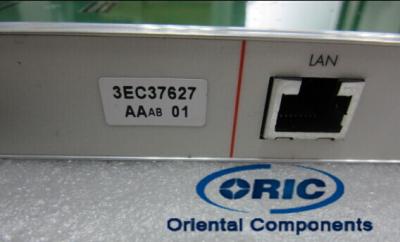 LAN
3EC37627
AAAB 01
ORIC
Oriental Components